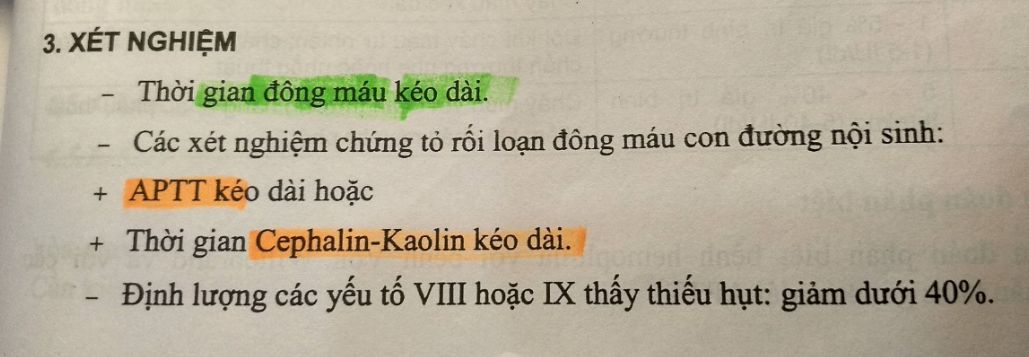 3. XÉT NGHIỆM
- Thời gian đông máu kéo dài.
- Các xét nghiệm chứng tỏ rối loạn đông máu con đường nội sinh:
+ APTT kéo dài hoặc
+ Thời gian Cephalin-Kaolin kéo dài.
- Định lượng các yếu tố VIII hoặc IX thấy thiếu hụt: giảm dưới 40%.